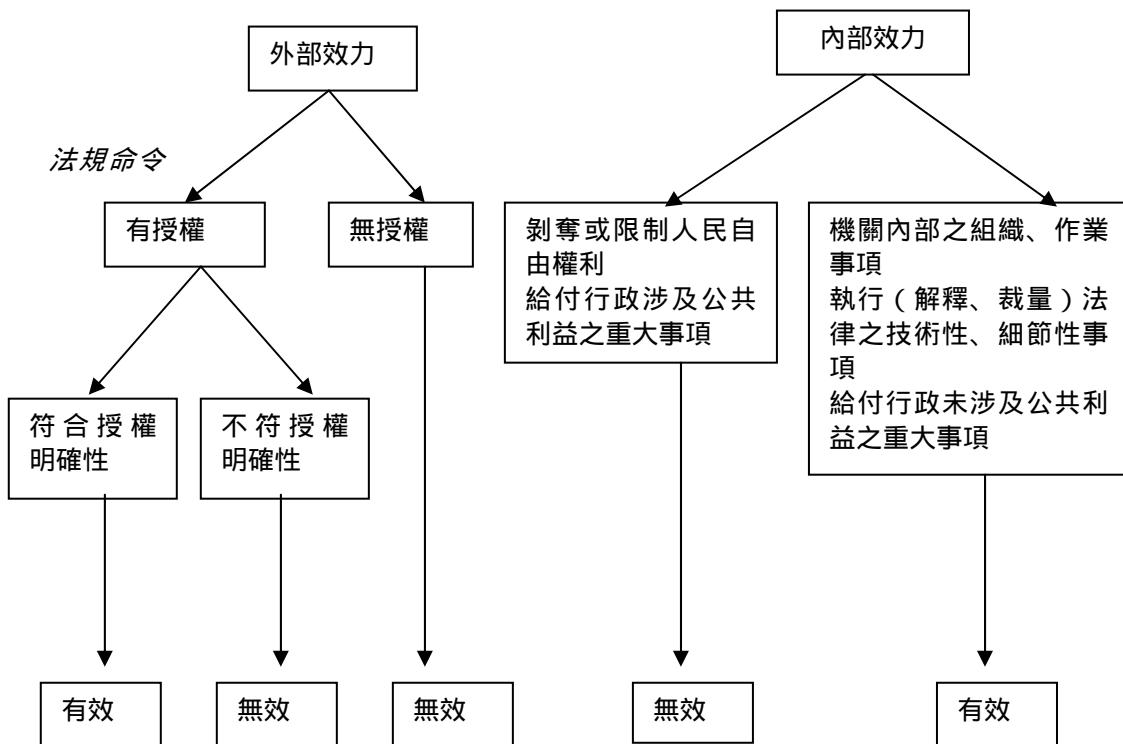 外部效力
內部效力
法規命令
有授權
無授權
剝奪或限制人民自
由權利
給付行政涉及公共
利益之重大事項
機關內部之組織、作業
事項
執行（解釋、裁量）法
律之技術性、細節性事
項
給付行政未涉及公共利
益之重大事項
符合授權
明確性
不符授權
明確性
有效
無效
無效
無效
有效